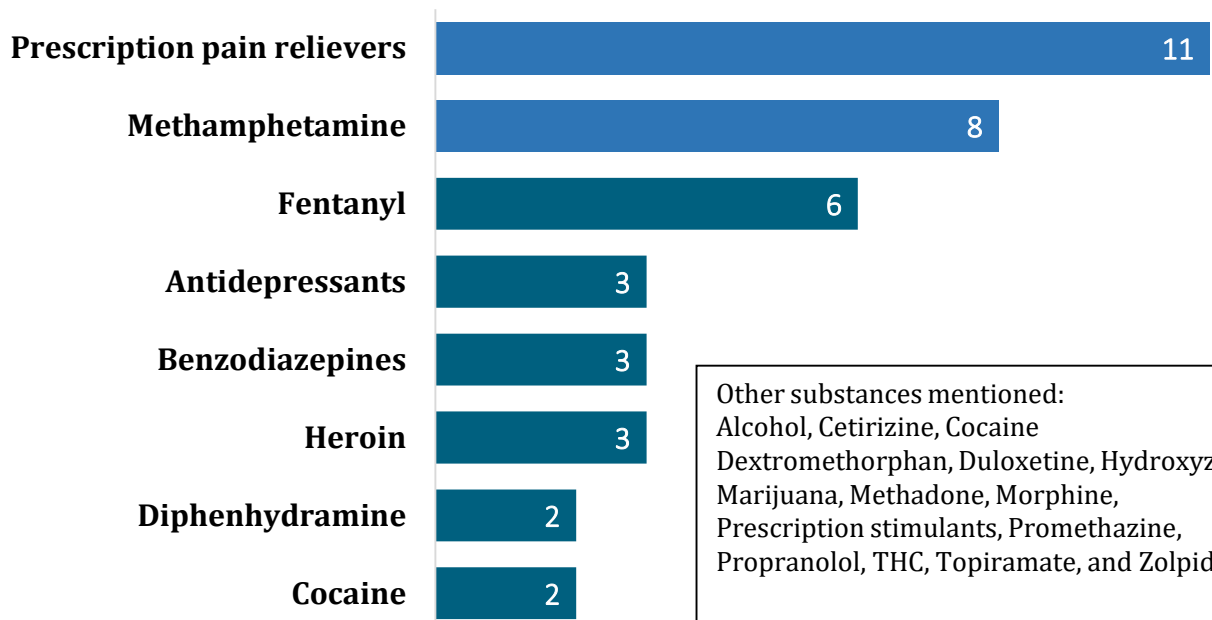 Prescription pain relievers 11
Methamphetamine 8
Fentanyl 6
Antidepressants 3
Benzodiazepines 3
Heroin 3
Diphenhydramine 2
Cocaine 2
Other substances mentioned:
Alcohol, Cetirizine, Cocaine
Dextromethorphan, Duloxetine,
Marijuana, Methadone, Morphine,
Prescription stimulants, Promethazine,
Propranolol, THC, Topiramate, and